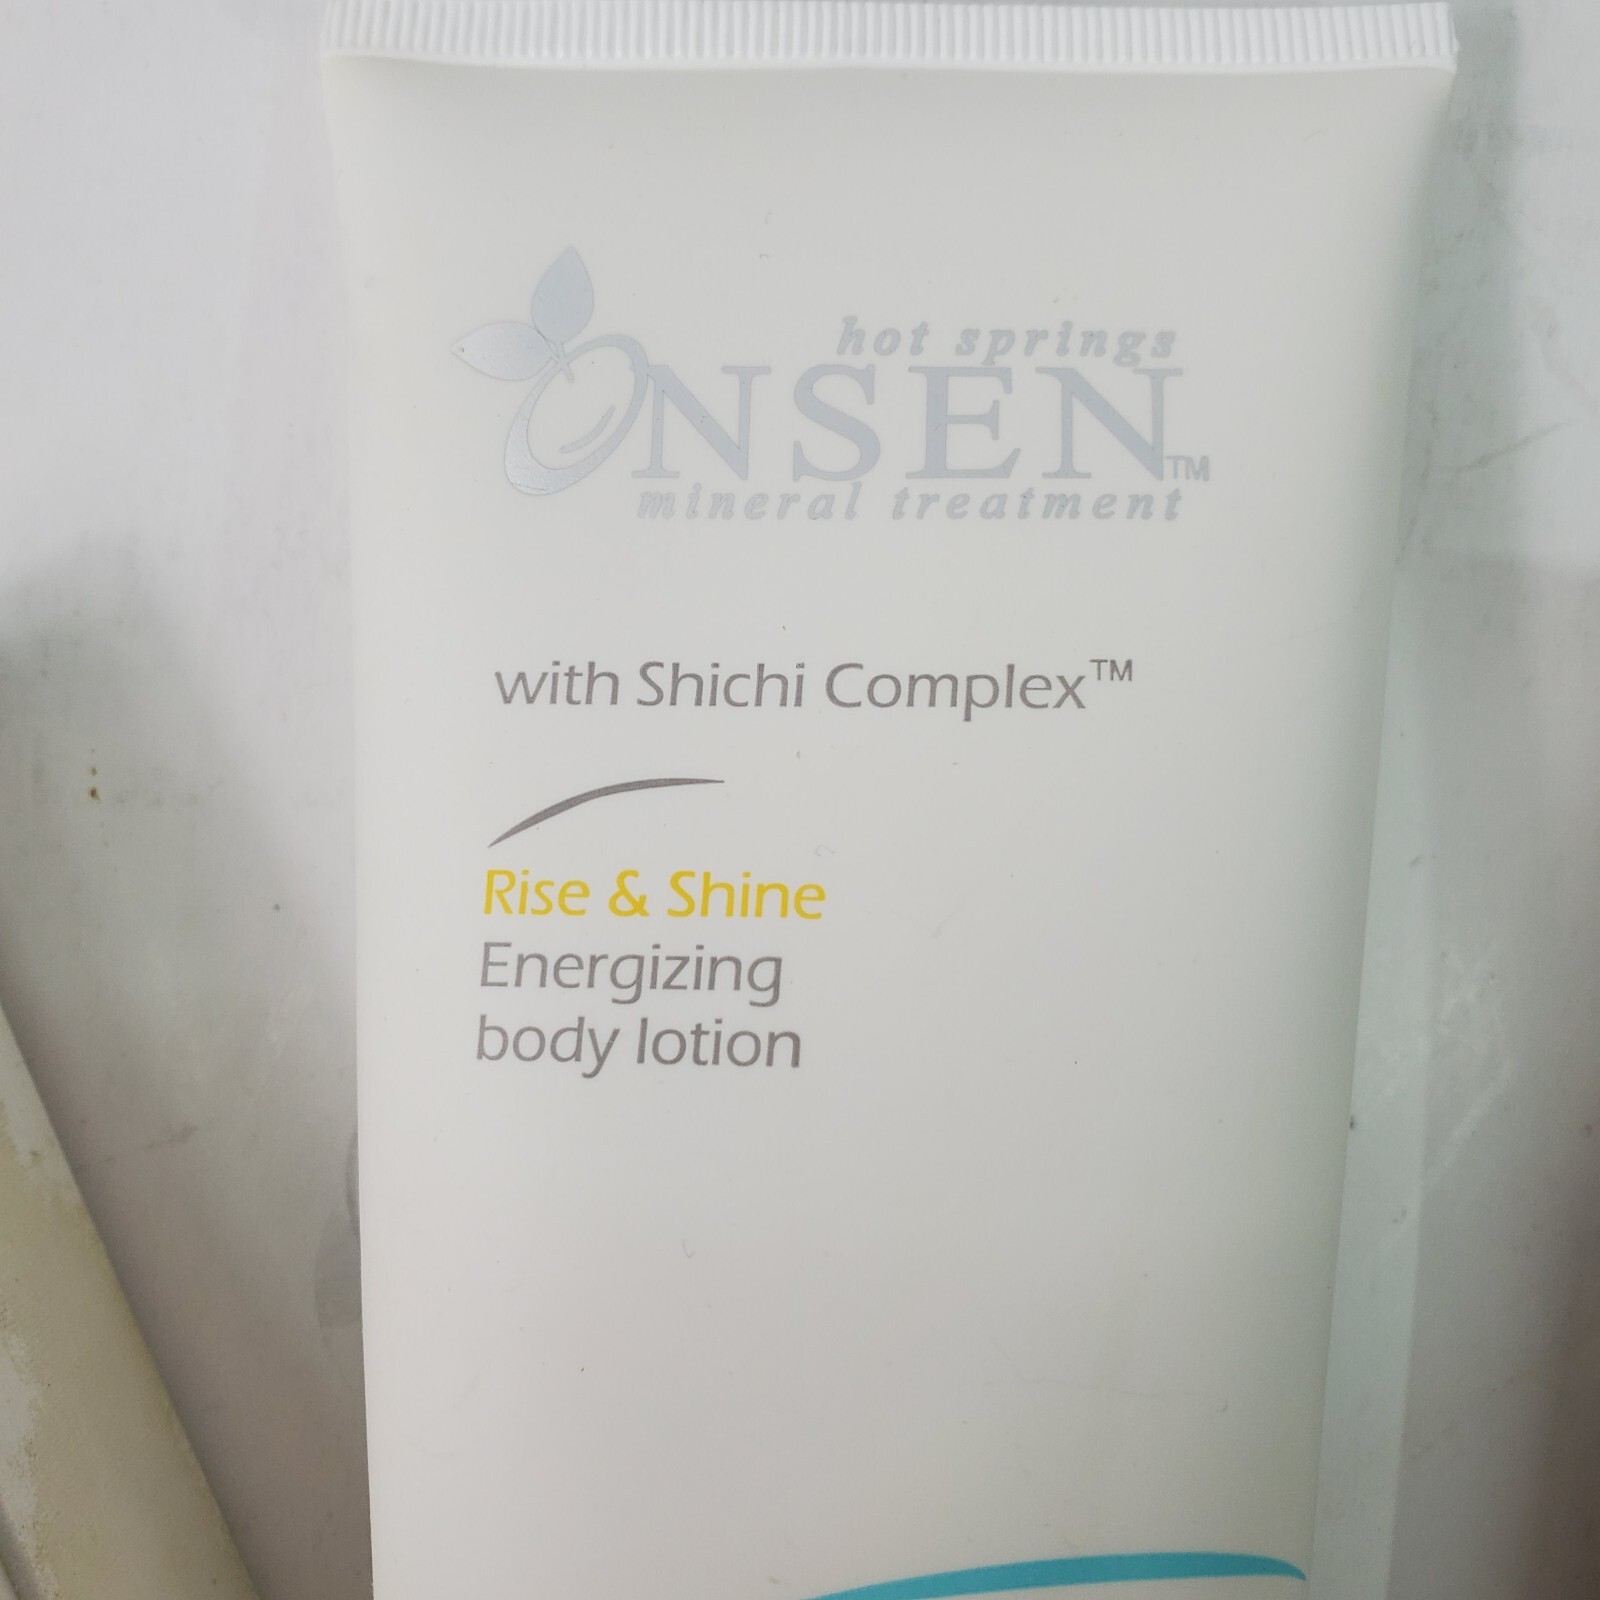 hot springs
ONSEN™
mineral treatment
with Shichi Complex™
Rise & Shine
Energizing
body lotion